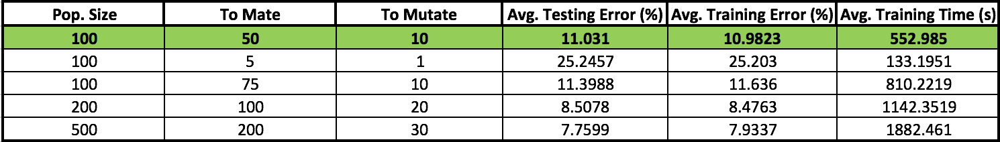 Pop. Size To Mate To Mutate Avg. Testing Error (%) Avg. Training Error (%) Avg. Training Time (s)
100 50 10 11.031 10.9823 552.985
100 5 1 25.2457 25.203 133.1951
100 75 10 11.3988 11.636 810.2219
200 100 20 8.5078 8.4763 1142.3519
500 200 30 7.7599 7.9337 1882.461